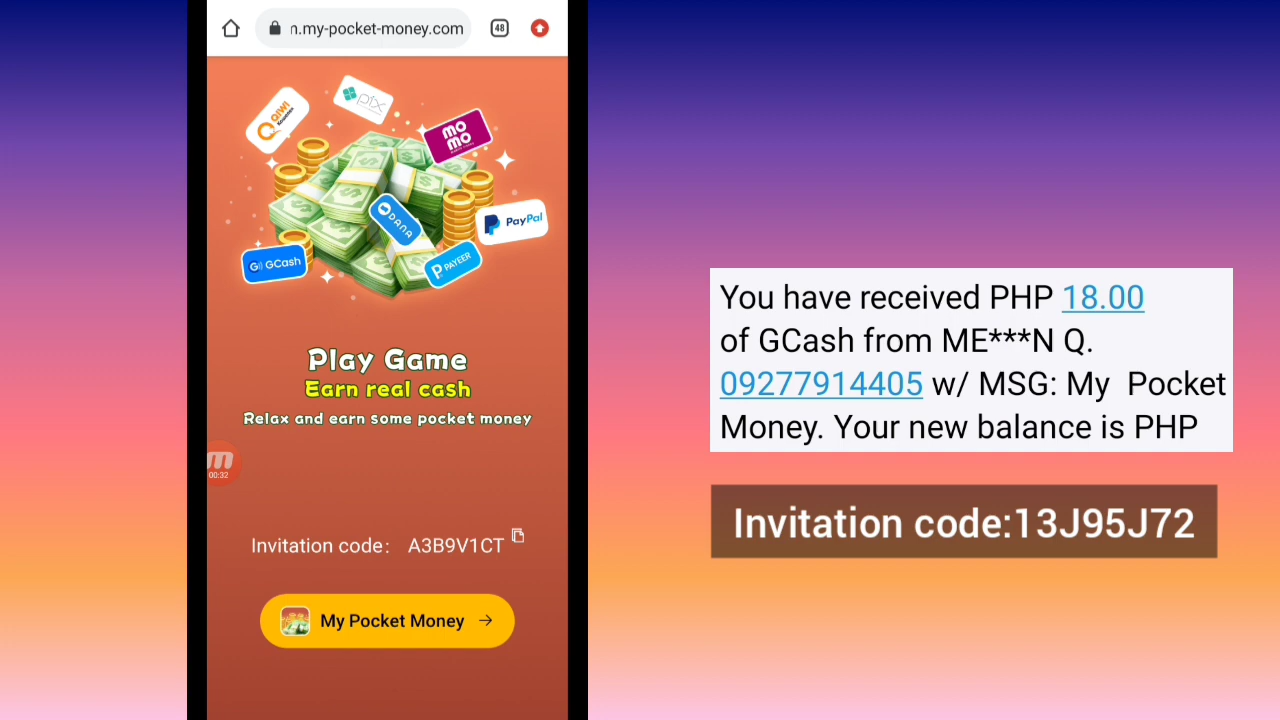 n.my-pocket-money.com
48
QIWI
pix
MO
MO
DANA
PayPal
GCash
PAYEER
Play Game
Earn real cash
Relax and earn some pocket money
00:32
Invitation code: A3B9V1CT
My Pocket Money
You have received PHP 18.00
of GCash from ME***N Q.
09277914405 w/ MSG: My Pocket
Money. Your new balance is PHP
Invitation code:13J95J72